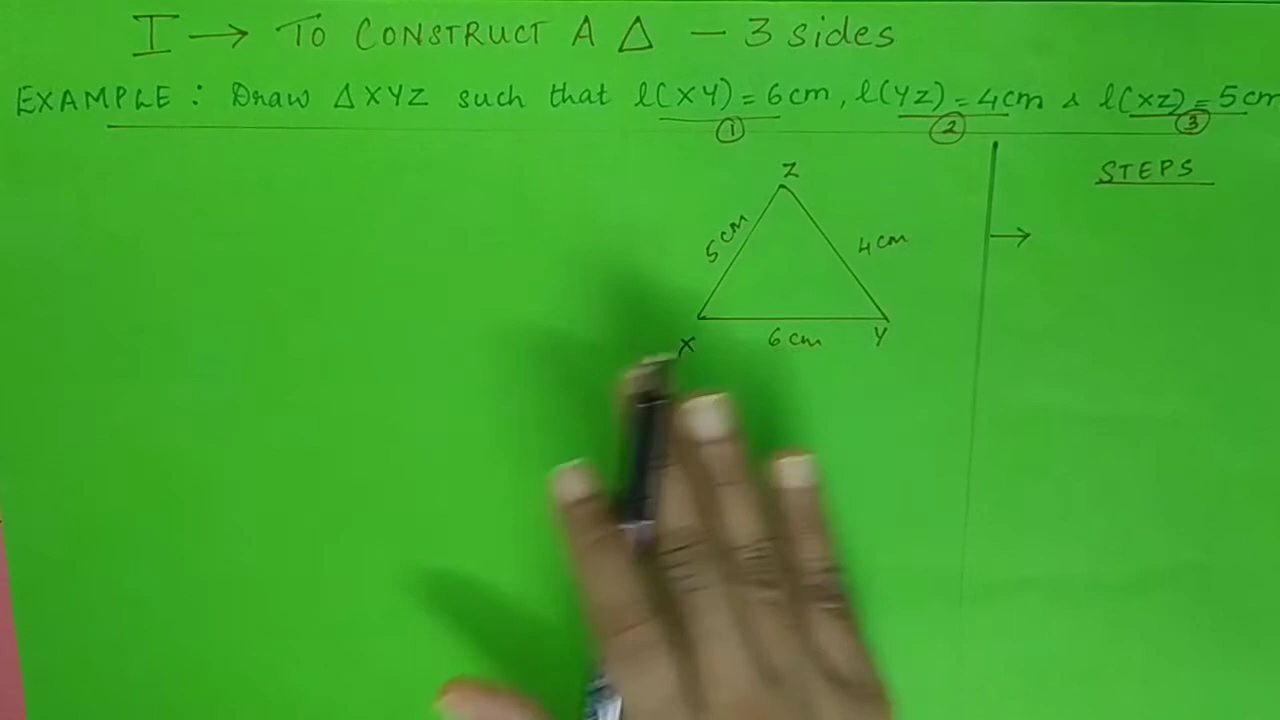 I → TO CONSTRUCT A Δ - 3 sides
EXAMPLE : Draw Δ XYZ such that l(XY) = 6 cm, l(YZ) = 4 cm & l(XZ) = 5 cm
① ② ③
STEPS
Z
5 cm
4 cm
→
X
6 cm
Y